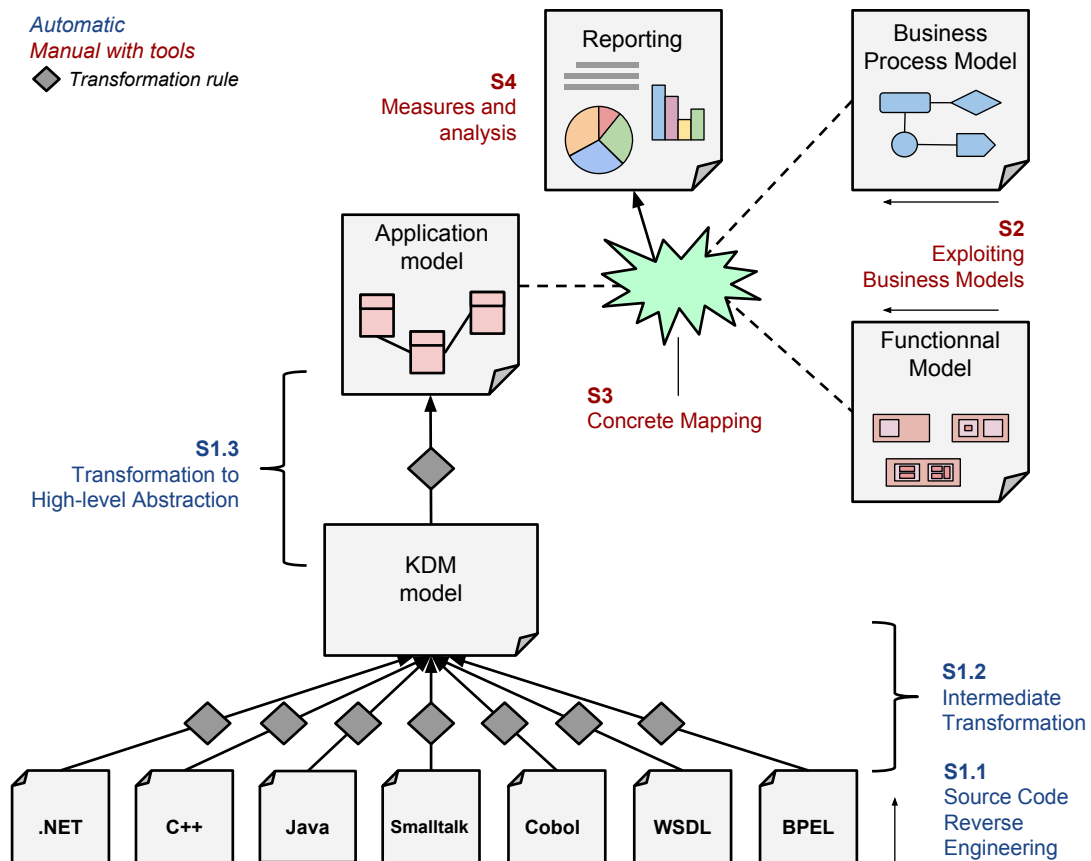 Automatic
Manual with tools
Transformation rule
Reporting
S4
Measures and
analysis
Business
Process Model
S2
Exploiting
Business Models
Application
model
Functionnal
Model
S3
Concrete Mapping
S1.3
Transformation to
High-level Abstraction
KDM
model
S1.2
Intermediate
Transformation
S1.1
Source Code
Reverse
Engineering
.NET
C++
Java
Smalltalk
Cobol
WSDL
BPEL